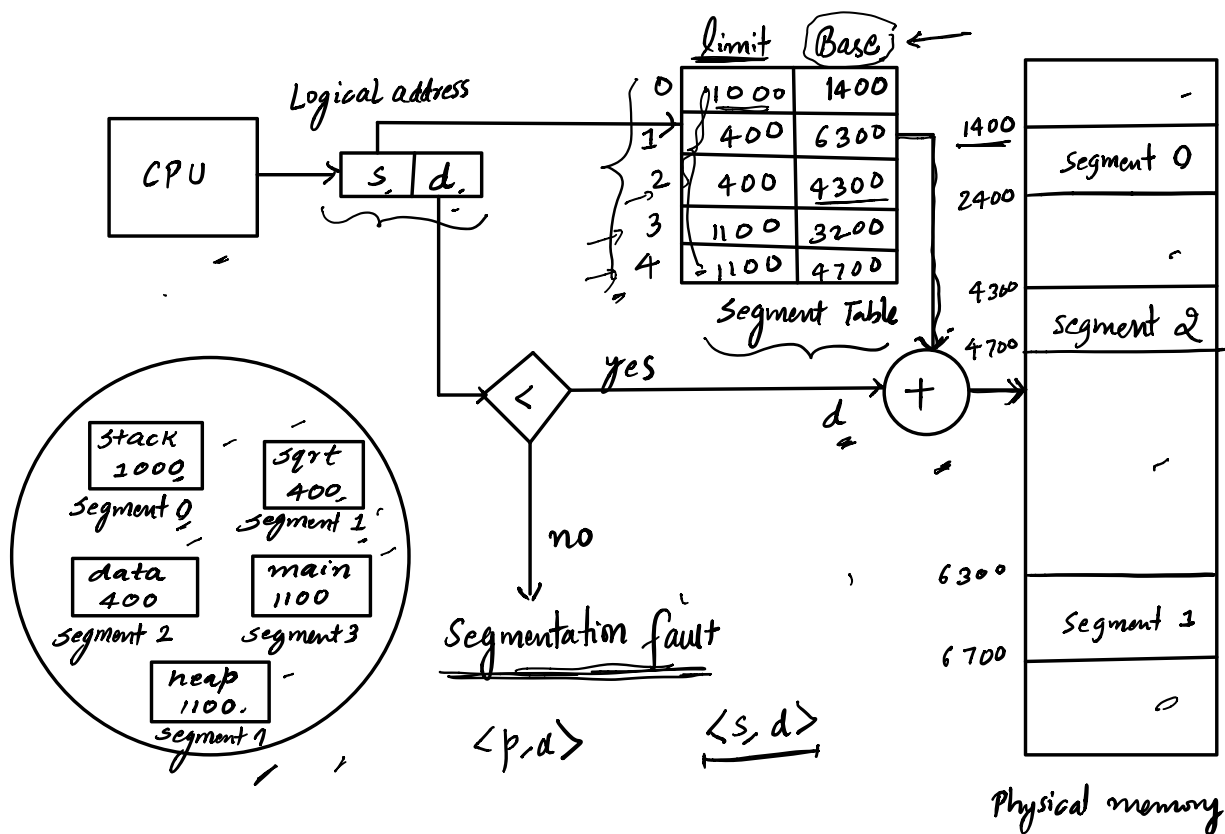 limit Base
Logical address
CPU
s. d.
0 11000 1400
1 400 6300
2 400 4300
3 1100 3200
4 1100 4700
Segment Table
<
yes
d
+
no
Segmentation fault
<p,d>
<s, d>
stack
1000
segment 0
sqrt
400
segment 1
data
400
segment 2
main
1100
segment 3
heap
1100
segment
1400
segment 0
2400
4300
segment 2
4700
6300
segment 1
6700
Physical memory